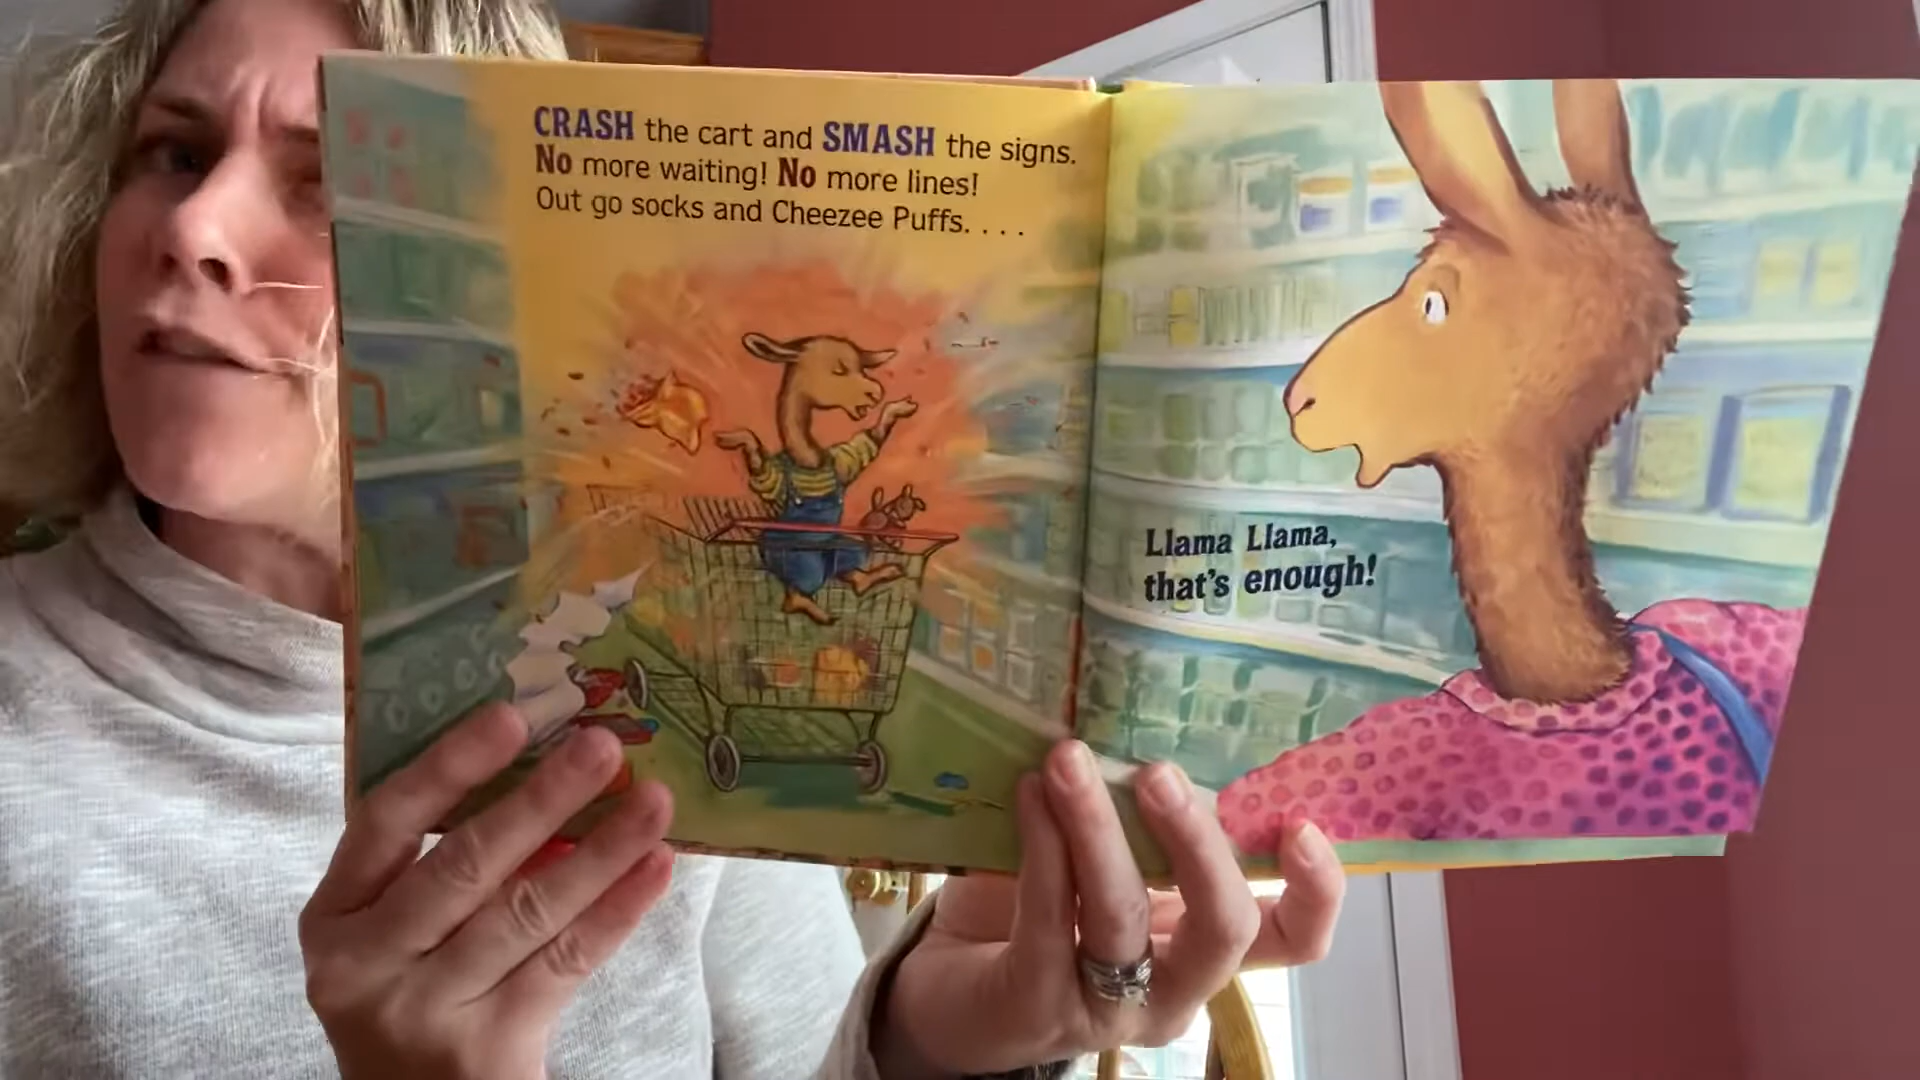 CRASH the cart and SMASH the signs.
No more waiting! No more lines!
Out go socks and Cheezee Puffs. . . .
Llama Llama,
that's enough!